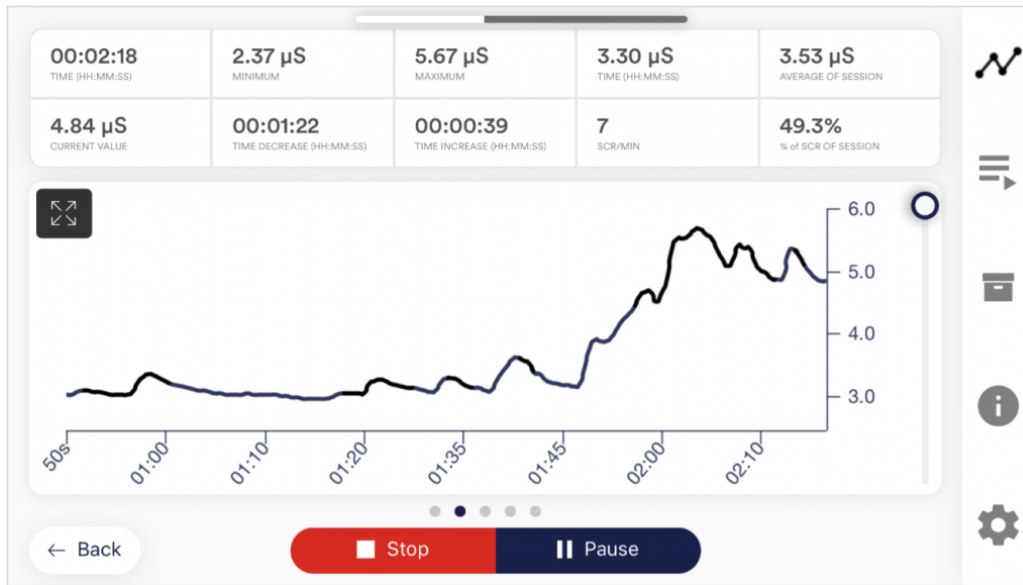 00:02:18
TIME (HH:MM:SS)
2.37 µS
MINIMUM
5.67 µS
MAXIMUM
3.30 µS
TIME (HH:MM:SS)
3.53 µS
AVERAGE OF SESSION
4.84 µS
CURRENT VALUE
00:01:22
TIME DECREASE (HH:MM:SS)
00:00:39
TIME INCREASE (HH:MM:SS)
7
SCR/MIN
49.3%
% of SCR OF SESSION
6.0
5.0
4.0
3.0
50s
01:00
01:10
01:20
01:35
01:45
02:00
02:10
Back
Stop
Pause